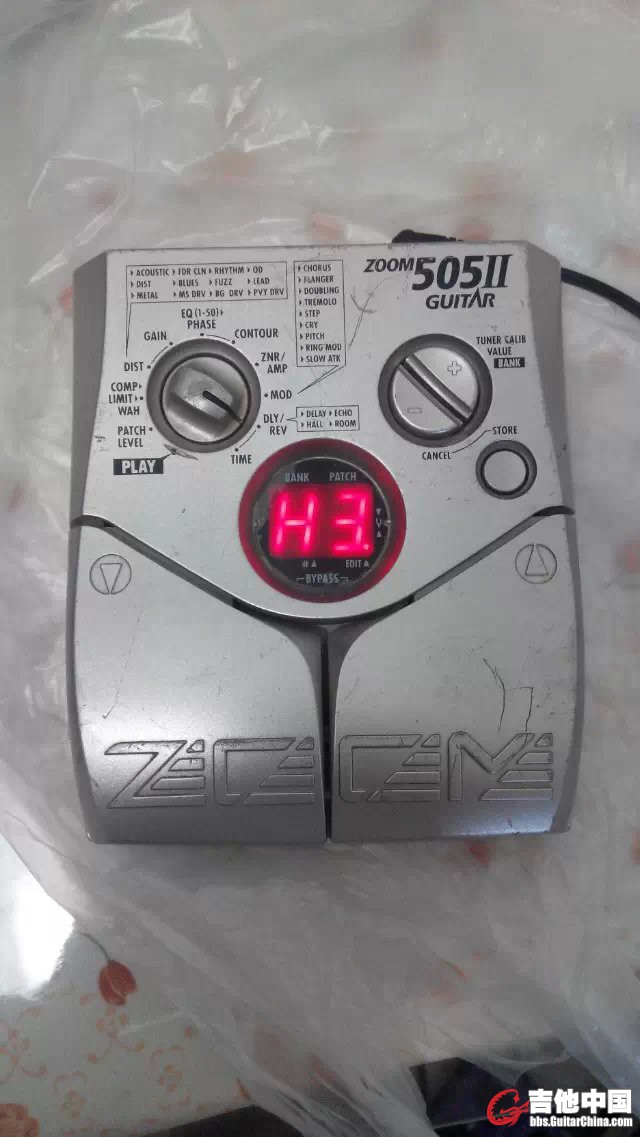 ZOOM 505II
GUITAR
ACOUSTIC FDR CLN RHYTHM OD
DIST BLUES FUZZ LEAD
METAL MS DRV BG DRV PVY DRV
CHORUS
FLANGER
DOUBLING
TREMOLO
STEP
CRY
PITCH
RING MOD
SLOW ATK
EQ (1-50)
PHASE
GAIN
CONTOUR
DIST
ZNR/
AMP
COMP
LIMIT
WAH
MOD
PATCH
LEVEL
DLY/
REV
DELAY ECHO
HALL ROOM
PLAY
TIME
TUNER CALIB
VALUE
BANK
+
−
CANCEL
STORE
BANK PATCH
H3.
# EDIT
BYPASS
ZOOM
吉他中国
bbs.GuitarChina.com